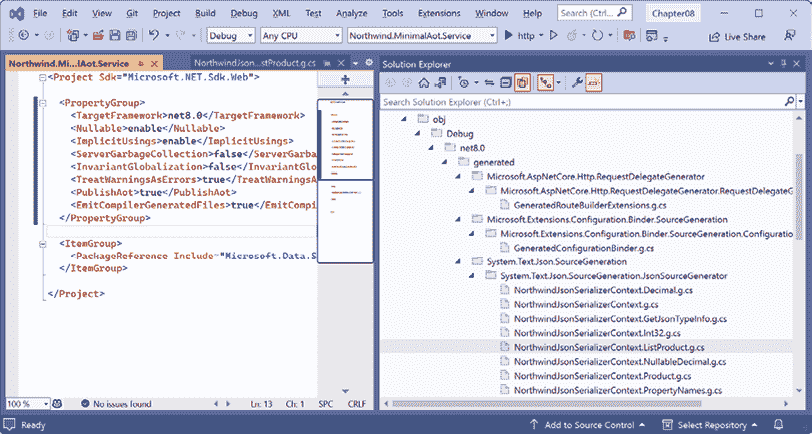 File Edit View Git Project Build Debug XML Test Analyze Tools Extensions Window Help Search (Ctrl+Q) Chapter08
Debug Any CPU Northwind.MinimalAot.Service http Live Share
Northwind.Mi...lAot.Service NorthwindJson...stProduct.g.cs
<Project Sdk="Microsoft.NET.Sdk.Web">
<PropertyGroup>
<TargetFramework>net8.0</TargetFramework>
<Nullable>enable</Nullable>
<ImplicitUsings>enable</ImplicitUsings>
<ServerGarbageCollection>false</ServerGarba
<InvariantGlobalization>false</InvariantGlo
<TreatWarningsAsErrors>true</TreatWarningsA
<PublishAot>true</PublishAot>
<EmitCompilerGeneratedFiles>true</EmitCompi
</PropertyGroup>
<ItemGroup>
<PackageReference Include="Microsoft.Data.S
</ItemGroup>
</Project>
100 % No issues found Ln: 13 Ch: 1 SPC CRLF
Solution Explorer
Search Solution Explorer (Ctrl+;)
obj
Debug
net8.0
generated
Microsoft.AspNetCore.Http.RequestDelegateGenerator
Microsoft.AspNetCore.Http.RequestDelegateGenerator.RequestDelegateG
GeneratedRouteBuilderExtensions.g.cs
Microsoft.Extensions.Configuration.Binder.SourceGeneration
Microsoft.Extensions.Configuration.Binder.SourceGeneration.Configuration
GeneratedConfigurationBinder.g.cs
System.Text.Json.SourceGeneration
System.Text.Json.SourceGeneration.JsonSourceGenerator
NorthwindJsonSerializerContext.Decimal.g.cs
NorthwindJsonSerializerContext.g.cs
NorthwindJsonSerializerContext.GetJsonTypeInfo.g.cs
NorthwindJsonSerializerContext.Int32.g.cs
NorthwindJsonSerializerContext.ListProduct.g.cs
NorthwindJsonSerializerContext.NullableDecimal.g.cs
NorthwindJsonSerializerContext.Product.g.cs
NorthwindJsonSerializerContext.PropertyNames.g.cs
Ready Add to Source Control Select Repository